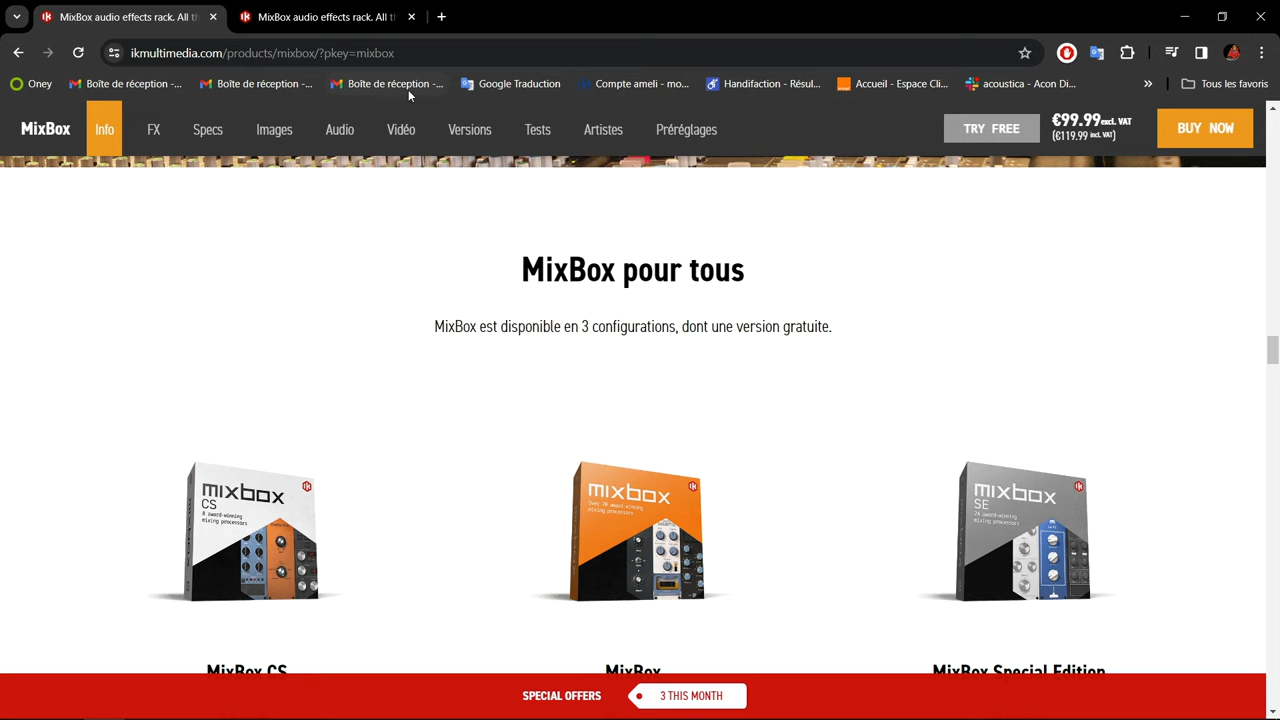 MixBox audio effects rack. All th
MixBox audio effects rack. All th
ikmultimedia.com/products/mixbox/?pkey=mixbox
Oney
Boîte de réception -...
Boîte de réception -...
Boîte de réception -...
Google Traduction
Compte ameli - mo...
Handifaction - Résul...
Accueil - Espace Cli...
acoustica - Acon Di...
Tous les favoris
MixBox
Info
FX
Specs
Images
Audio
Vidéo
Versions
Tests
Artistes
Préréglages
TRY FREE
€99.99 excl. VAT
(€119.99 incl. VAT)
BUY NOW
MixBox pour tous
MixBox est disponible en 3 configurations, dont une version gratuite.
mixbox
CS
8 award-winning
mixing processors
mixbox
Over 70 award-winning
mixing processors
mixbox
SE
24 award-winning
mixing processors
MixBox CS
MixBox
MixBox Special Edition
SPECIAL OFFERS
3 THIS MONTH